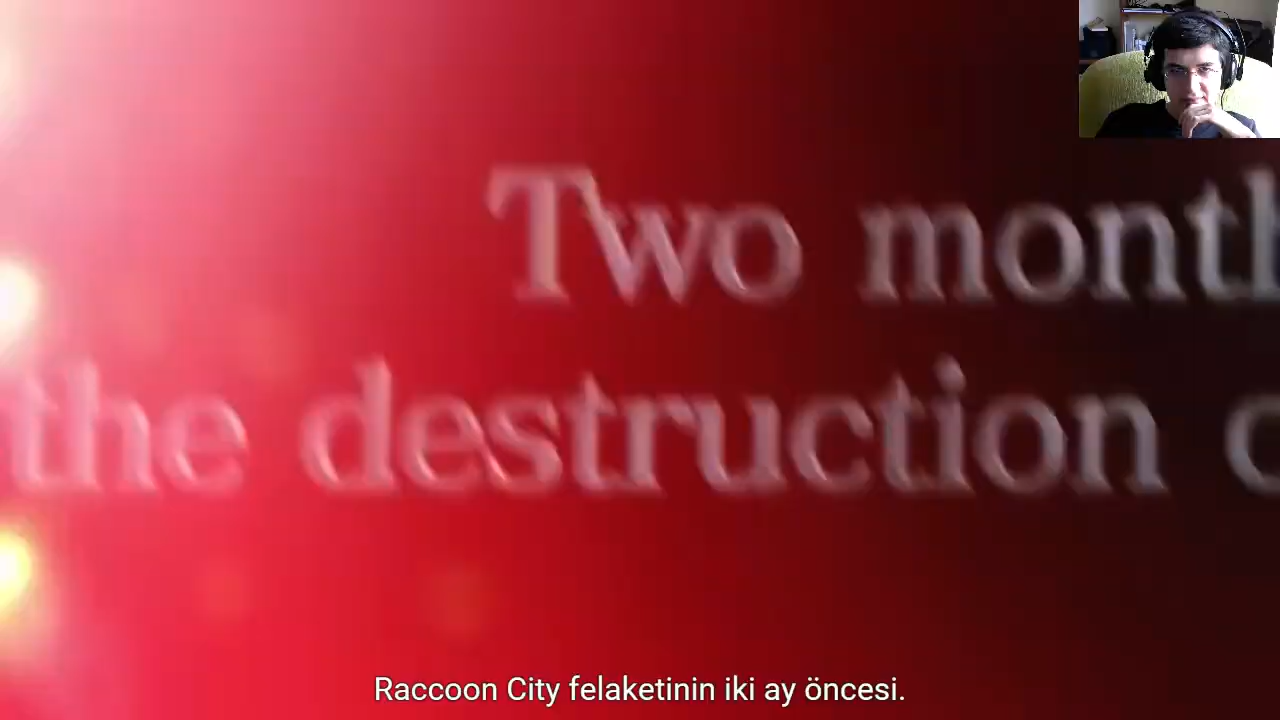 Two month
the destruction o
Raccoon City felaketinin iki ay öncesi.